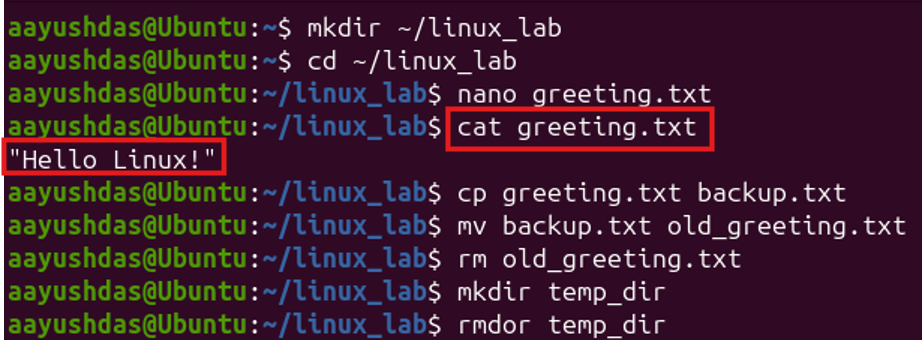 aayushdas@Ubuntu:~$ mkdir ~/linux_lab
aayushdas@Ubuntu:~$ cd ~/linux_lab
aayushdas@Ubuntu:~/linux_lab$ nano greeting.txt
aayushdas@Ubuntu:~/linux_lab$ cat greeting.txt
"Hello Linux!"
aayushdas@Ubuntu:~/linux_lab$ cp greeting.txt backup.txt
aayushdas@Ubuntu:~/linux_lab$ mv backup.txt old_greeting.txt
aayushdas@Ubuntu:~/linux_lab$ rm old_greeting.txt
aayushdas@Ubuntu:~/linux_lab$ mkdir temp_dir
aayushdas@Ubuntu:~/linux_lab$ rmdor temp_dir